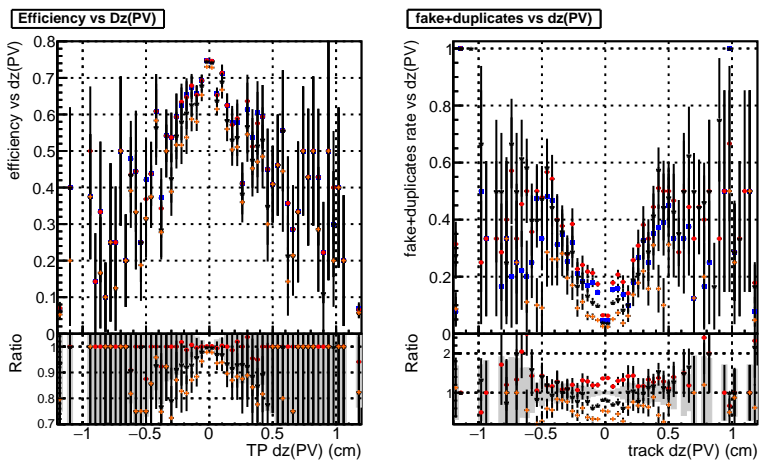 Efficiency vs Dz(PV)
efficiency vs dz(PV)
0.8
0.7
0.6
0.5
0.4
0.3
0.2
0.1
0
Ratio
1
0.9
0.8
0.7
−1 −0.5 0 0.5 1
TP dz(PV) (cm)
fake+duplicates vs dz(PV)
fake+duplicates rate vs dz(PV)
1
0.8
0.6
0.4
0.2
0
Ratio
2
1
−1 −0.5 0 0.5 1
track dz(PV) (cm)